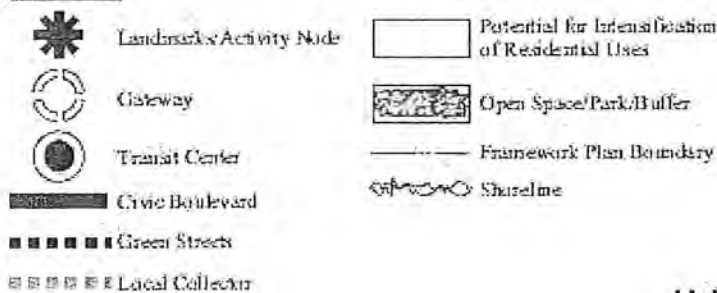 Landmarks/Activity Node
Gateway
Transit Center
Civic Boulevard
Green Streets
Local Collector
Potential for Intensification
of Residential Uses
Open Space/Park/Buffer
Framework Plan Boundary
Shoreline